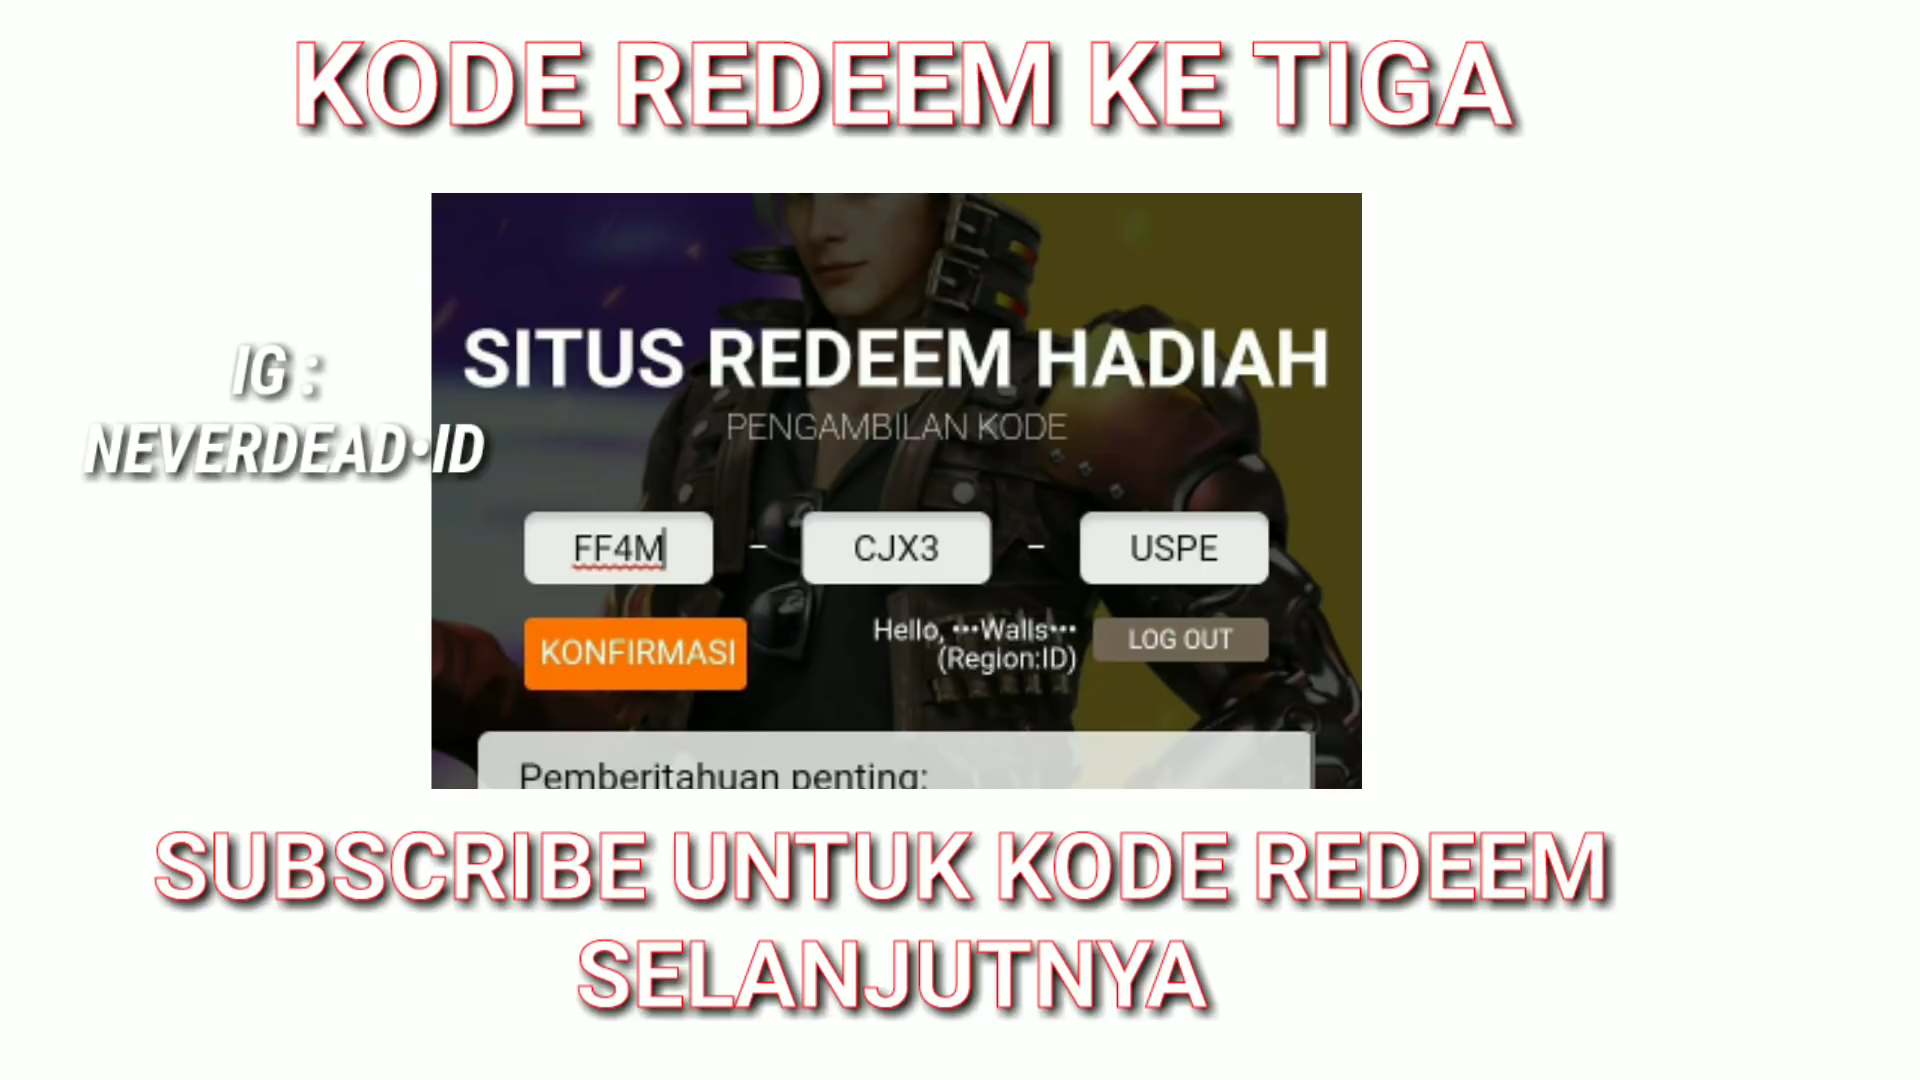 KODE REDEEM KE TIGA
IG :
NEVERDEAD•ID
SITUS REDEEM HADIAH
PENGAMBILAN KODE
FF4M - CJX3 - USPE
KONFIRMASI
Hello, •••Walls•••
(Region:ID)
LOG OUT
Pemberitahuan penting:
SUBSCRIBE UNTUK KODE REDEEM
SELANJUTNYA